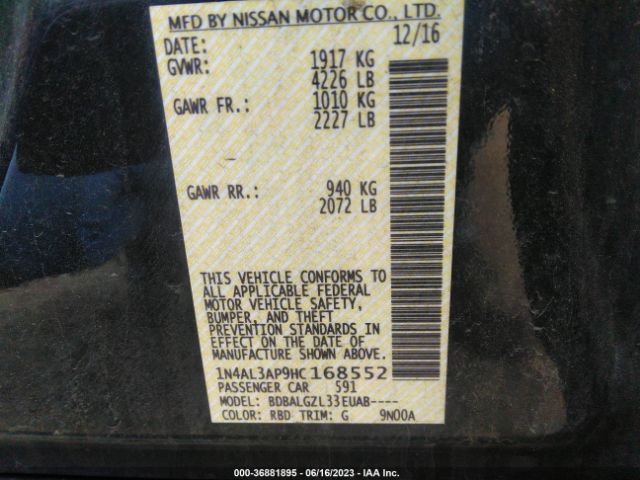 MFD BY NISSAN MOTOR CO., LTD.
DATE: 12/16
GVWR: 1917 KG
4226 LB
GAWR FR.: 1010 KG
2227 LB
GAWR RR.: 940 KG
2072 LB
THIS VEHICLE CONFORMS TO
ALL APPLICABLE FEDERAL
MOTOR VEHICLE SAFETY,
BUMPER, AND THEFT
PREVENTION STANDARDS IN
EFFECT ON THE DATE OF
MANUFACTURE SHOWN ABOVE.
1N4AL3AP9HC168552
PASSENGER CAR 591
MODEL: BDBALGZL33EUAB----
COLOR: RBD TRIM: G 9N00A
000-36881895 - 06/16/2023 - IAA Inc.